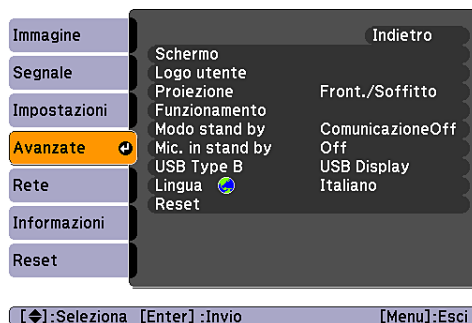 Immagine
Segnale
Impostazioni
Avanzate
Rete
Informazioni
Reset
Indietro
Schermo
Logo utente
Proiezione Front./Soffitto
Funzionamento
Modo stand by ComunicazioneOff
Mic. in stand by Off
USB Type B USB Display
Lingua Italiano
Reset
[◆]:Seleziona [Enter] :Invio [Menu]:Esci